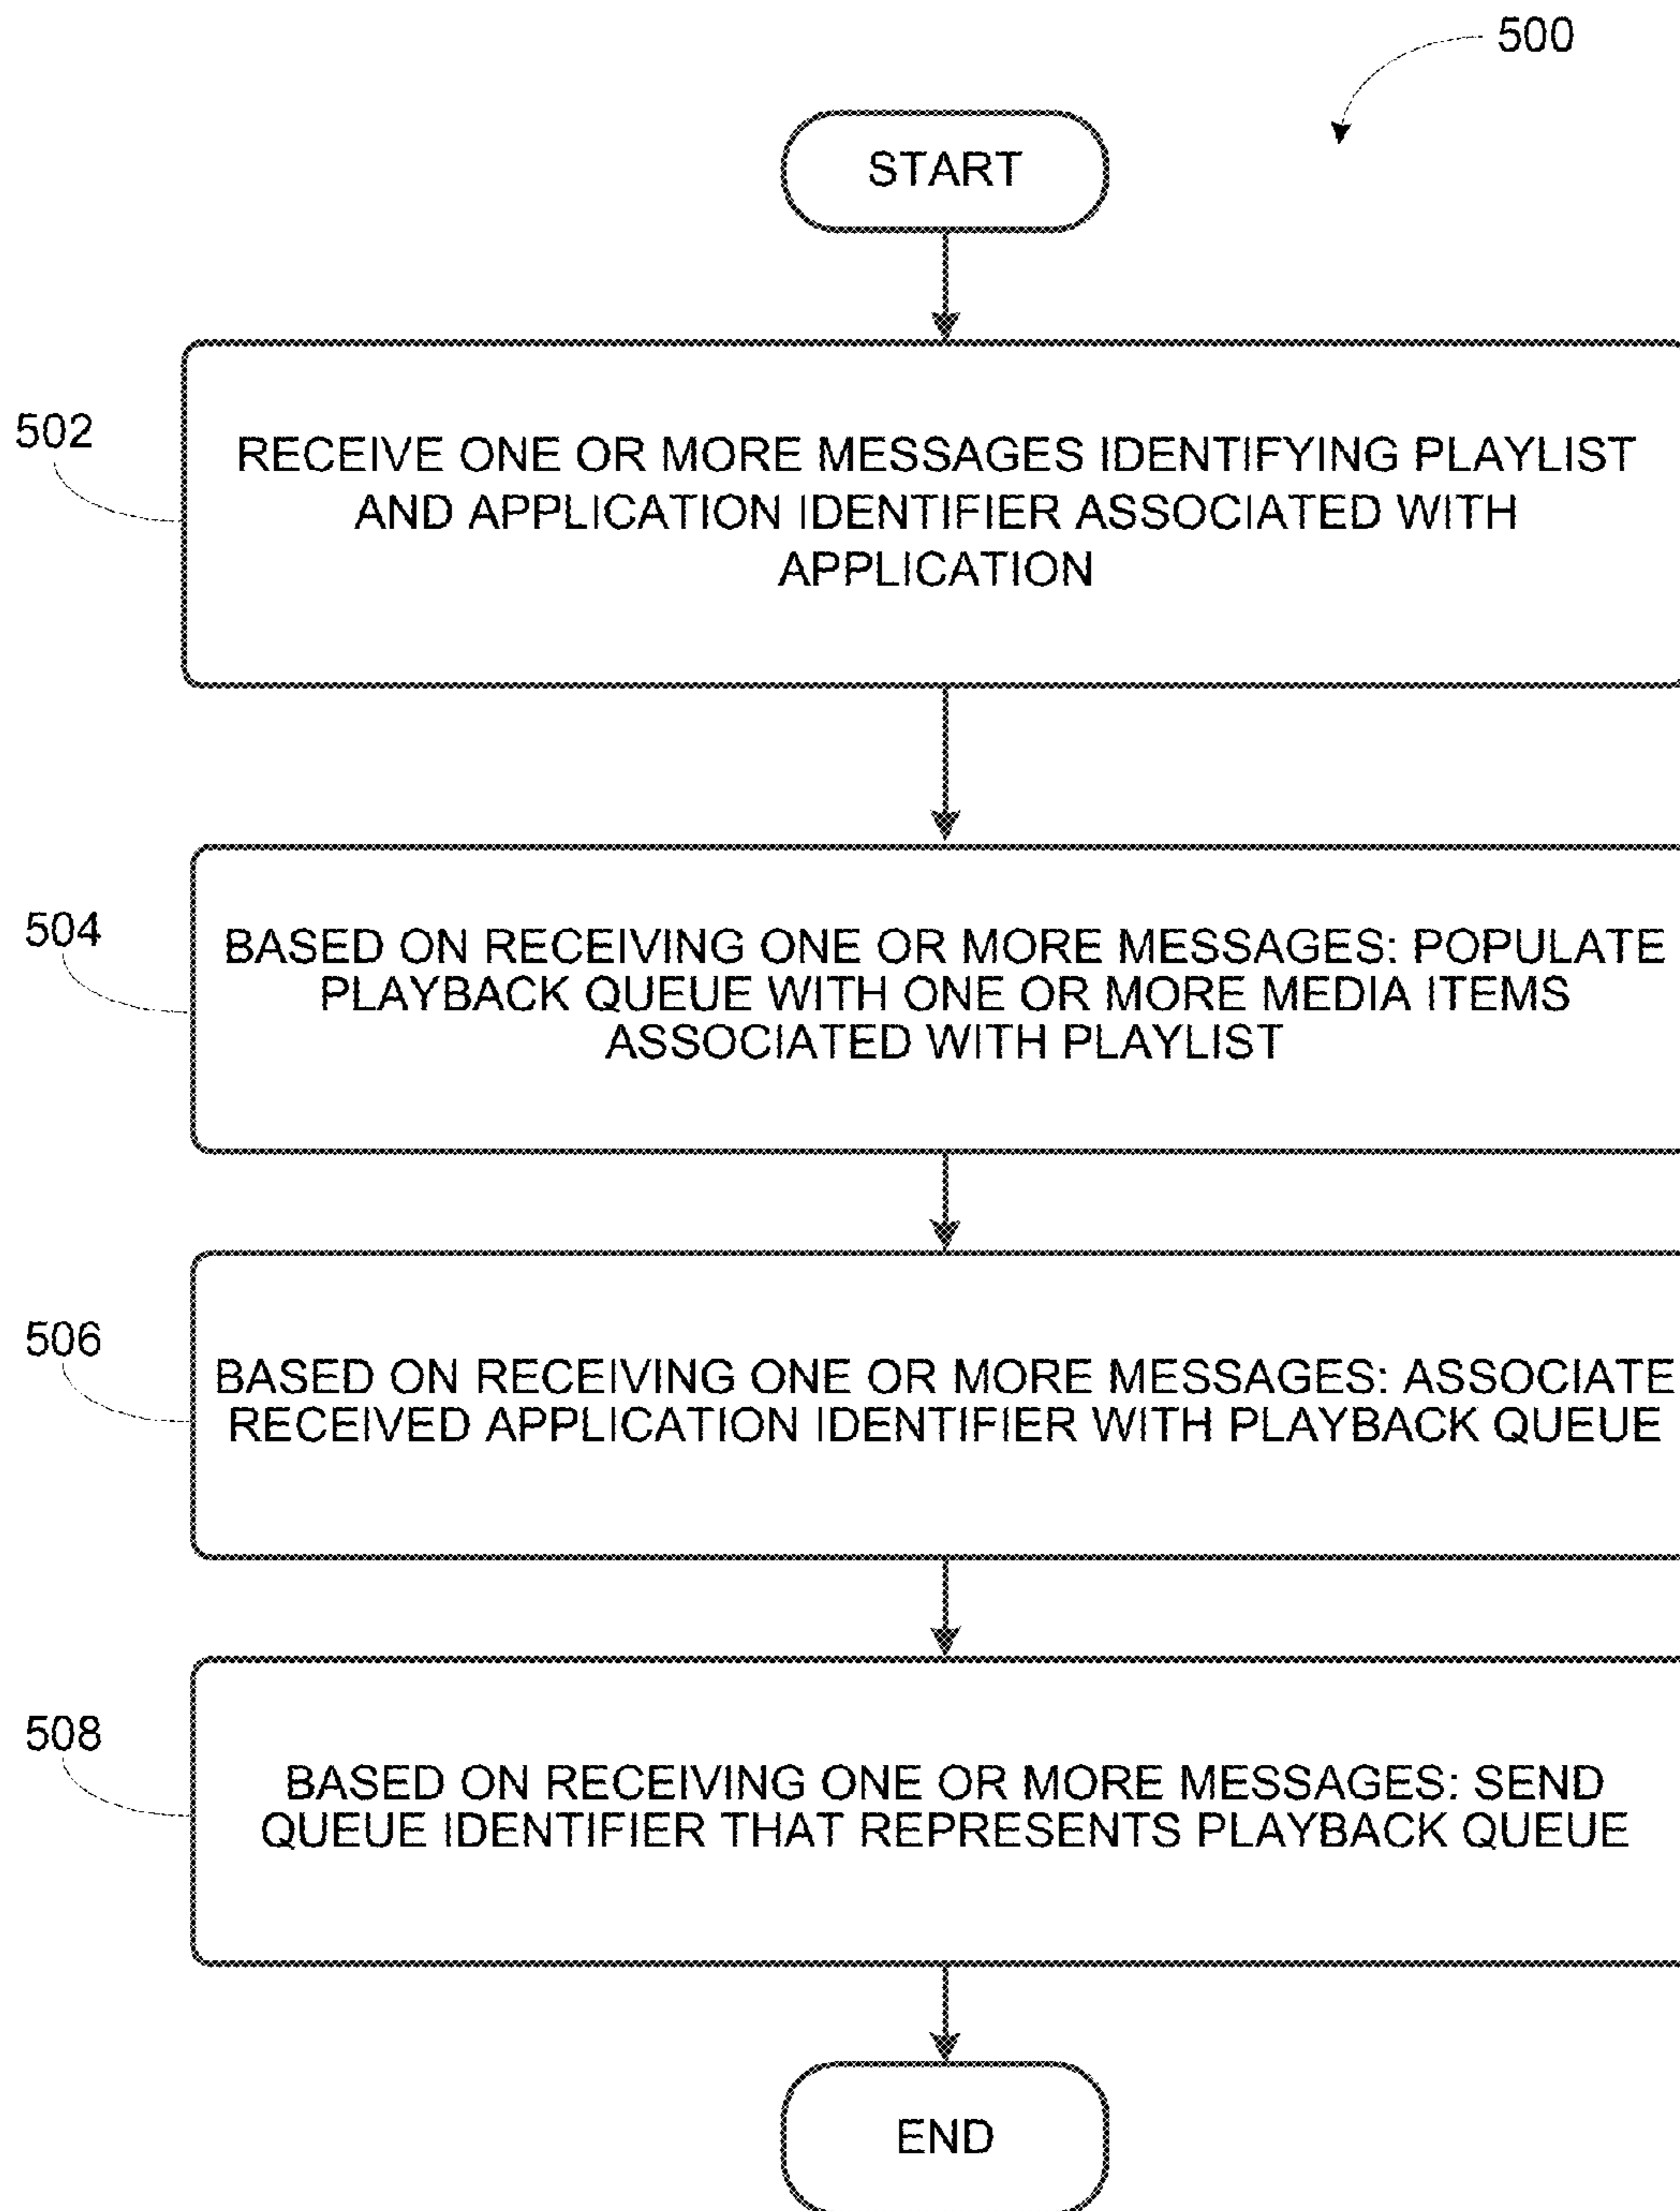 500
START
502
RECEIVE ONE OR MORE MESSAGES IDENTIFYING PLAYLIST
AND APPLICATION IDENTIFIER ASSOCIATED WITH
APPLICATION
504
BASED ON RECEIVING ONE OR MORE MESSAGES: POPULATE
PLAYBACK QUEUE WITH ONE OR MORE MEDIA ITEMS
ASSOCIATED WITH PLAYLIST
506
BASED ON RECEIVING ONE OR MORE MESSAGES: ASSOCIATE
RECEIVED APPLICATION IDENTIFIER WITH PLAYBACK QUEUE
508
BASED ON RECEIVING ONE OR MORE MESSAGES: SEND
QUEUE IDENTIFIER THAT REPRESENTS PLAYBACK QUEUE
END